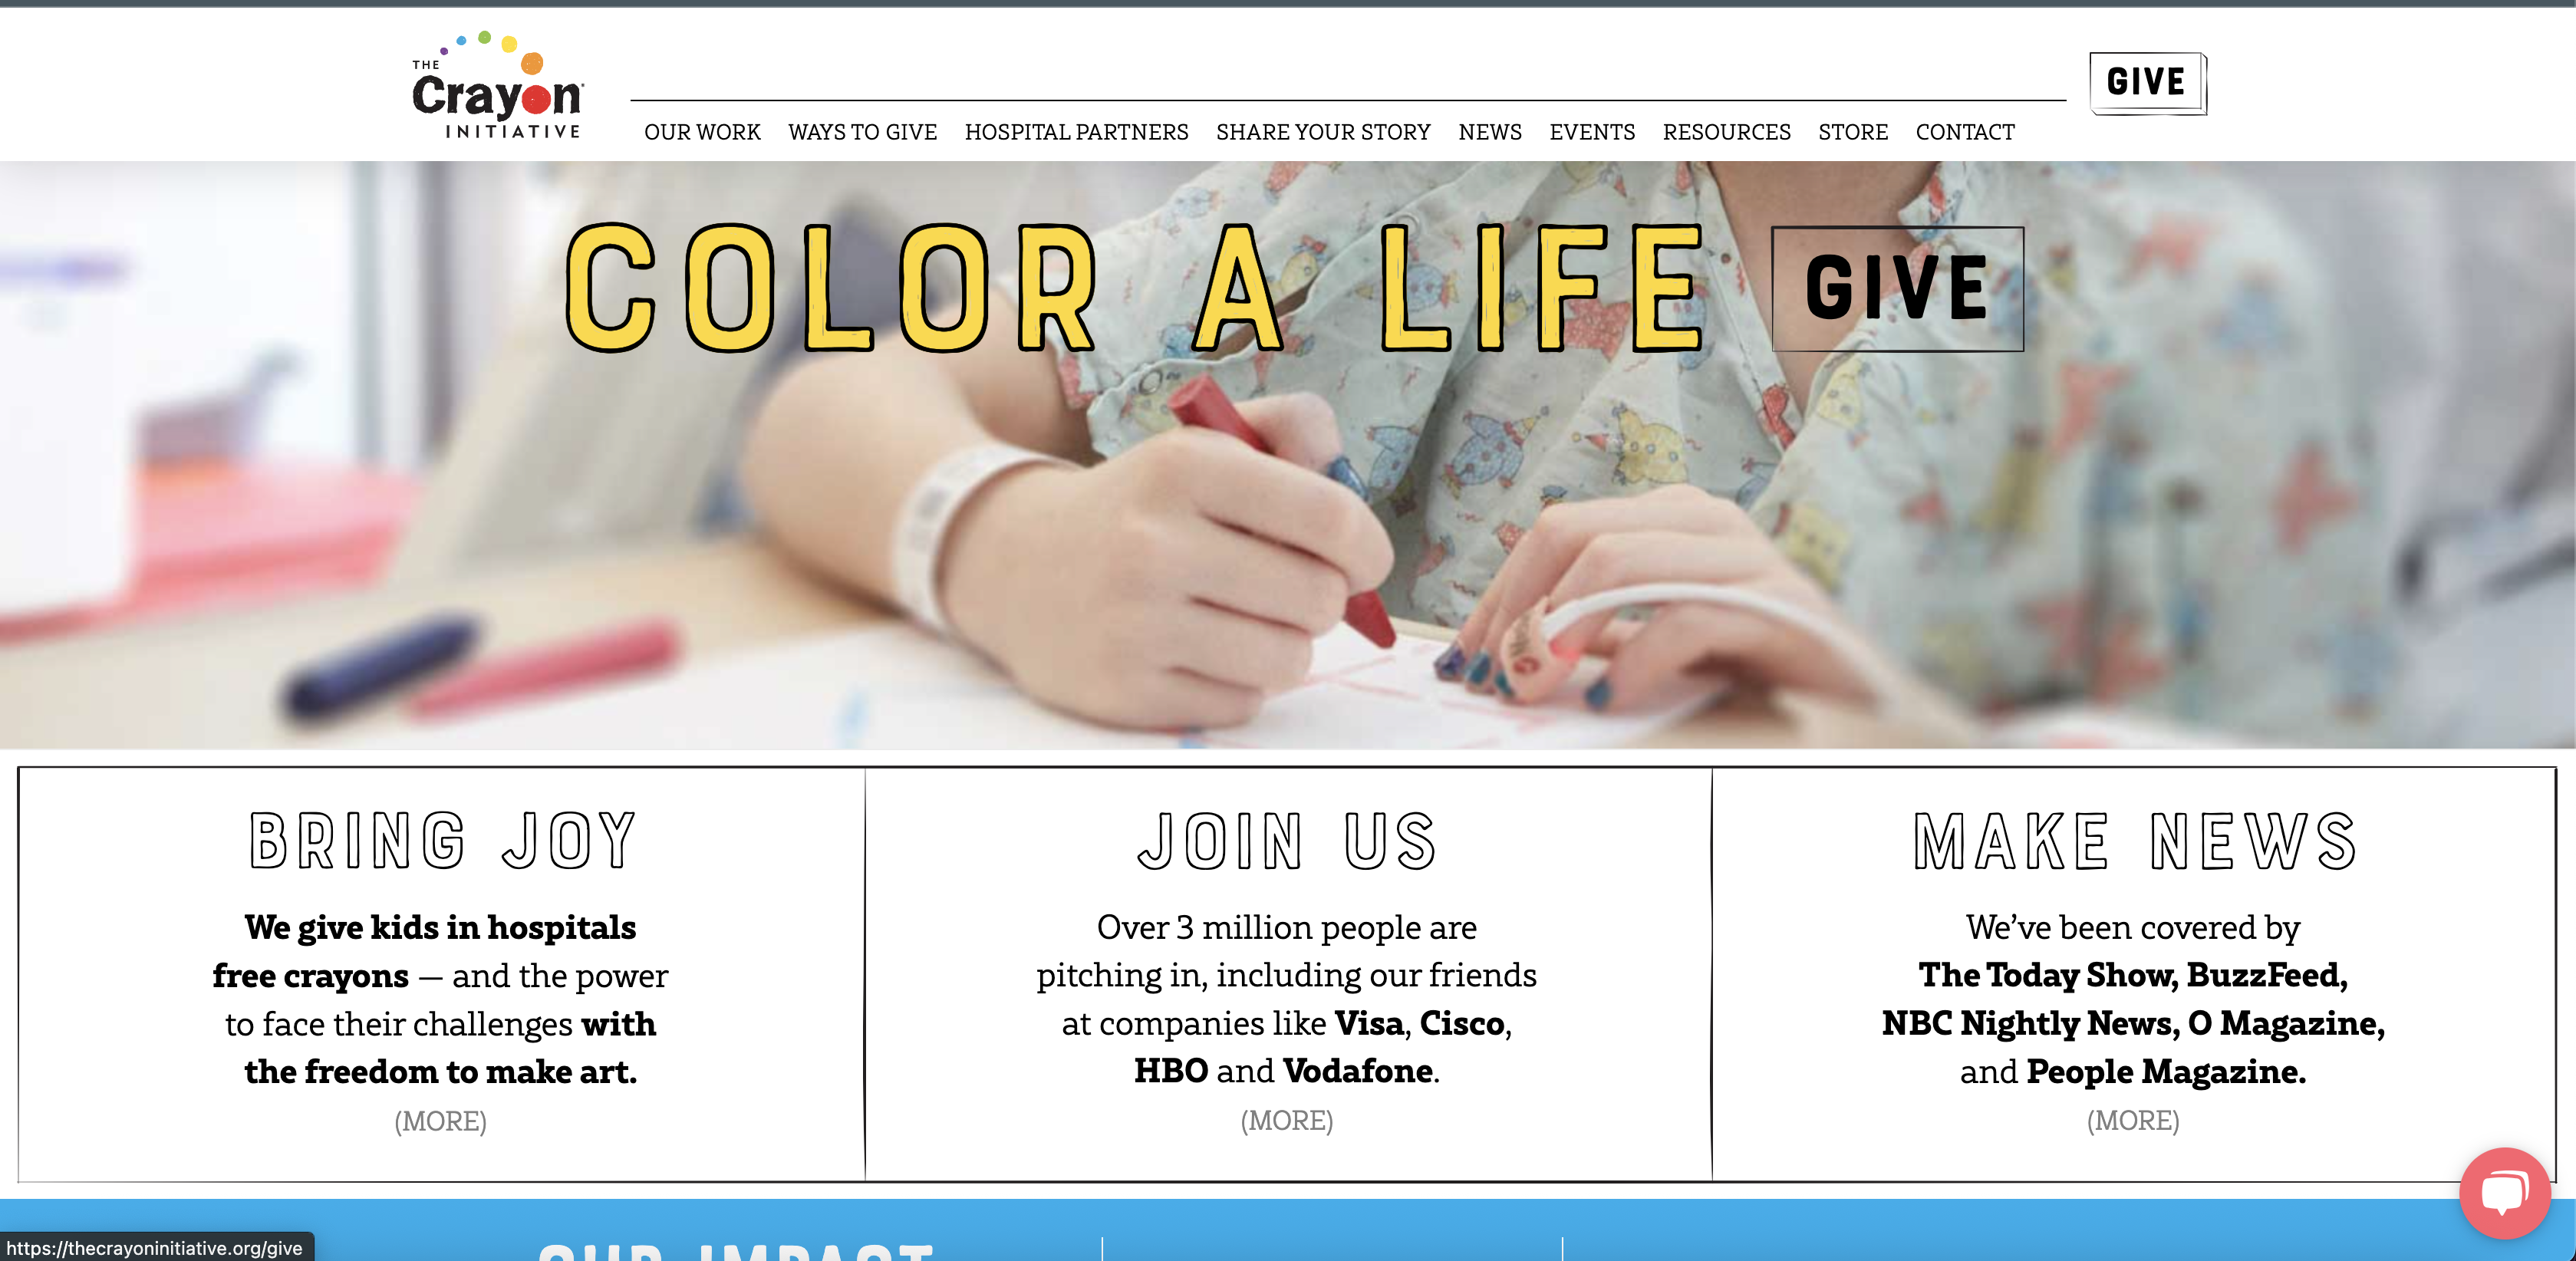 THE
Crayon
INITIATIVE
GIVE
OUR WORK WAYS TO GIVE HOSPITAL PARTNERS SHARE YOUR STORY NEWS EVENTS RESOURCES STORE CONTACT
COLOR A LIFE GIVE
BRING JOY
We give kids in hospitals
free crayons — and the power
to face their challenges with
the freedom to make art.
(MORE)
JOIN US
Over 3 million people are
pitching in, including our friends
at companies like Visa, Cisco,
HBO and Vodafone.
(MORE)
MAKE NEWS
We’ve been covered by
The Today Show, BuzzFeed,
NBC Nightly News, O Magazine,
and People Magazine.
(MORE)
OUR IMPACT
https://thecrayoninitiative.org/give